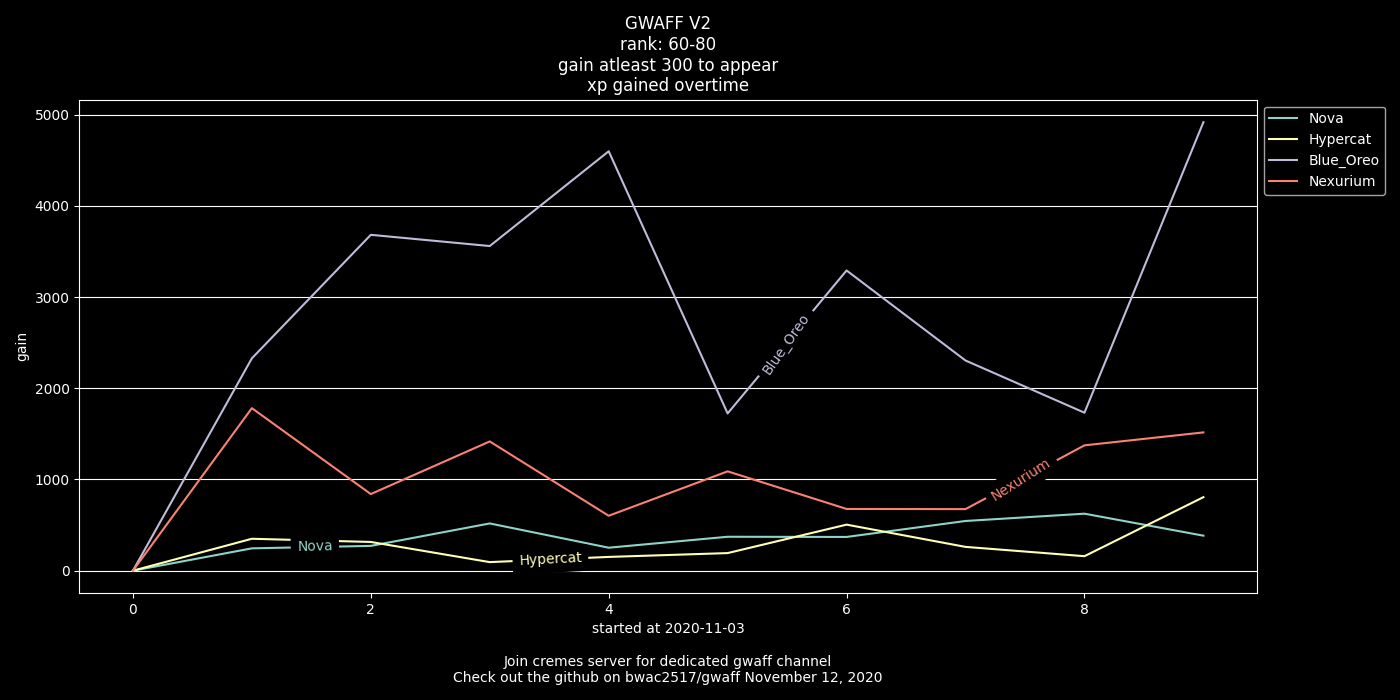 GWAFF V2
rank: 60-80
gain atleast 300 to appear
xp gained overtime
5000
4000
3000
2000
1000
0
gain
Nova
Hypercat
Blue_Oreo
Nexurium
Nova
Hypercat
Blue_Oreo
Nexurium
0
2
4
6
8
started at 2020-11-03
Join cremes server for dedicated gwaff channel
Check out the github on bwac2517/gwaff November 12, 2020